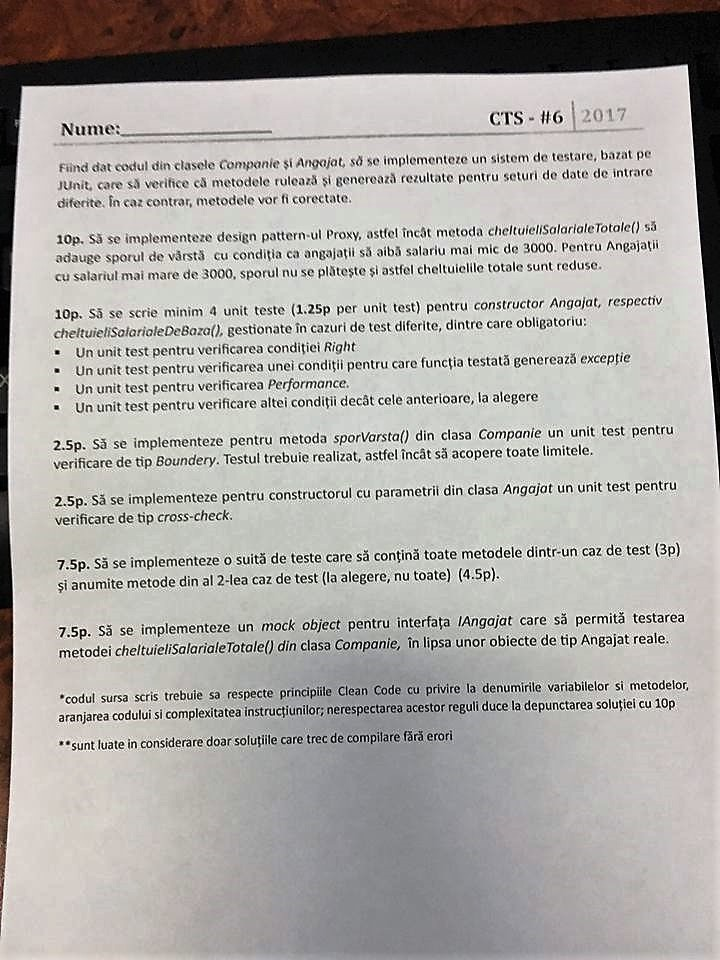 Nume:_______________ CTS - #6 | 2017
Fiind dat codul din clasele Companie și Angajat, să se implementeze un sistem de testare, bazat pe
JUnit, care să verifice că metodele rulează și generează rezultate pentru seturi de date de intrare
diferite. În caz contrar, metodele vor fi corectate.
10p. Să se implementeze design pattern-ul Proxy, astfel încât metoda cheltuieliSalarialeTotale() să
adauge sporul de vârstă cu condiția ca angajații să aibă salariu mai mic de 3000. Pentru Angajații
cu salariul mai mare de 3000, sporul nu se plătește și astfel cheltuielile totale sunt reduse.
10p. Să se scrie minim 4 unit teste (1.25p per unit test) pentru constructor Angajat, respectiv
cheltuieliSalarialeDeBaza(), gestionate în cazuri de test diferite, dintre care obligatoriu:
▪ Un unit test pentru verificarea condiției Right
▪ Un unit test pentru verificarea unei condiții pentru care funcția testată generează excepție
▪ Un unit test pentru verificarea Performance.
▪ Un unit test pentru verificare altei condiții decât cele anterioare, la alegere
2.5p. Să se implementeze pentru metoda sporVarsta() din clasa Companie un unit test pentru
verificare de tip Boundery. Testul trebuie realizat, astfel încât să acopere toate limitele.
2.5p. Să se implementeze pentru constructorul cu parametrii din clasa Angajat un unit test pentru
verificare de tip cross-check.
7.5p. Să se implementeze o suită de teste care să conțină toate metodele dintr-un caz de test (3p)
și anumite metode din al 2-lea caz de test (la alegere, nu toate) (4.5p).
7.5p. Să se implementeze un mock object pentru interfața IAngajat care să permită testarea
metodei cheltuieliSalarialeTotale() din clasa Companie, în lipsa unor obiecte de tip Angajat reale.
*codul sursa scris trebuie sa respecte principiile Clean Code cu privire la denumirile variabilelor si metodelor,
aranjarea codului si complexitatea instrucțiunilor; nerespectarea acestor reguli duce la depunctarea soluției cu 10p
**sunt luate in considerare doar soluțiile care trec de compilare fără erori